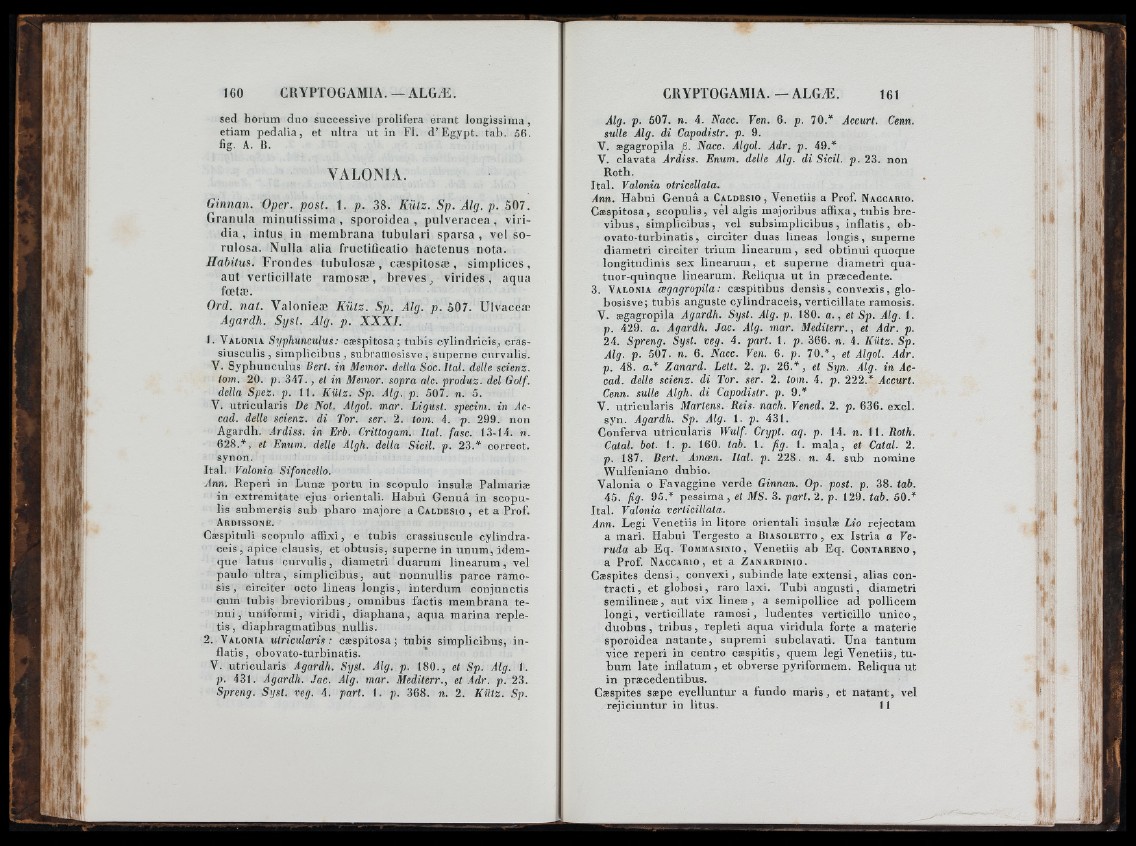 160 CRYPTOGAMIA. — ALGÆ.
sed horum duo successive prolifera erant longissima,
etiam pedalia, et ultra ut in Fl. d'Egypt. tab. 56.
fig. A. B.
VALONIA.
Ginnan. Oper. post. 1. p. 38. Kütz. Sp. Alg. p. 507.
Granula minutissima, sporoidea, pulveracea, viri-
dia, intus in membrana tubulari sparsa, vel so-
rulosa. Nulla alia fructificatio hactenus nota.
Habitus. Frondes tubulosæ, cæspitosæ, simplices,
aut verticillate ramosæ, breves, virides, aqua
fœtæ.
Ord. nat. Valonieæ Kütz. Sp. Alg. p. 507. Ulvaceæ
Agardh. Syst. Alg. p. XXXI.
1. VALONIA Syphunculus: cæspitosa; tubis cylindricis, cras-
siusculis, simplicibus, subramosisve, superne curvulis.
V. Syphunculus Bert. in Memor. della Soc. Ital. delle scienz.
tom. 20. p. 347., et in Memor. sopra alc. produz. del Golf.
della Spez. p. 11. Kütz. Sp. Alg. p. 507. n. 5.
V. utricularis De Not. Algol. mar. Ligust. specim. in Ac-
cad. delle scienz. di Tor. ser. 2. tom. 4. p. 299. non
Agardh. Ardiss. in Erb. Crittogam. Ital. fasc. 13-14. n.
628.*, et Enum. delle Algh. della Sicil. p. 23.* correct.
synon.
Ital. Valonia Sifoncello.
Ann. Reperi in Lunæ portu in scopulo insulæ Palmariæ
in extremitate ejus orientali. Habui Genuâ in scopu-
lis submersis sub pharo majore a CALDESIO, et a Prof.
ARDISSONE.
Cæspituli scopulo affixi, e tubis crassiuscule cylindra-
ceis, apice clausis, et obtusis, superne in unum, idem-
que latus curvulis, diametri duarum linearum, vel
paulo ultra, simplicibus, aut nonnullis parce ramo-
sis, circiter octo lineas longis, interdum conjunctis
cum tubis brevioribus, omnibus factis membrana te-
nui, uniformi, viridi, diaphana, aqua marina reple-
tis, diaphragmatibus nullis.
2. VALONIA utricularis: cæspitosa; tubis simplicibus, in-
flatis, obovato-turbinatis.
V. utricularis Agardh. Syst. Alg. p. 180., et Sp. Alg. 1.
p. 431. Agardh. Jac. Alg. mar. Mediterr., et Adr. p. 23.
Spreng. Syst. veg. 4. part. 1. p. 368. n. 2. Kütz. Sp.
CRYPTOGAMIA. — ALGÆ. 161
Alg. p. 507. n. 4. Nacc. Ven. 6. p. 70.* Accurt. Cenn.
sulle Alg. di Capodistr. p. 9.
V. ægagropila β. Nacc. Algol. Adr. p. 49.*
V. clavata Ardiss. Enum. delle Alg. di Sicil. p. 23. non
Roth.
Ital. Valonia otricellata.
Ann. Habui Genuâ a CALDESIO, Venetiis a Prof. NACCARIO.
Cæspitosa, scopulis, vel algis majoribus affixa, tubis bre-
vibus, simplicibus, vel subsimplicibus, inflatis, ob-
ovato-turbinatis, circiter duas lineas longis, superne
diametri circiter trium linearum, sed obtinui quoque
longitudinis sex linearum, et superne diametri qua-
tuor-quinque linearum. Reliqua ut in præcedente.
3. VALONIA ægagropila: cæspitibus densis, convexis, glo-
bosisve; tubis anguste cylindraceis, verticillate ramosis.
V. ægagropila Agardh. Syst. Alg. p. 180. a., et Sp. Alg. 1.
p. 429. a. Agardh. Jac. Alg. mar. Mediterr., et Adr. p.
24. Spreng. Syst. veg. 4. part. 1. p. 366. n. 4. Kütz. Sp.
Alg. p. 507. n. 6. Nacc. Ven. 6. p. 70.*, et Algol. Adr.
p. 48. a.* Zanard. Lett. 2. p. 26.*, et Syn. Alg. in Ac-
cad. delle scienz. di Tor. ser. 2. tom. 4. p. 222.* Accurt.
Cenn. sulle Algh. di Capodistr. p. 9.*
V. utricularis Martens. Reis. nach. Vened. 2. p. 636. excl.
syn. Agardh. Sp. Alg. 1. p. 431.
Conferva utricularis Wulf. Crypt. aq. p. 14. n. 11. Roth.
Catal. bot. 1. p. 160. tab. 1. fig. 1. mala, et Catal. 2.
p. 187. Bert. Amœn. Ital. p. 228. n. 4. sub nomine
Wulfeniano dubio.
Valonia o Favaggine verde Ginnan. Op. post. p. 38. tab.
45. fig. 95.* pessima, et MS. 3. part. 2. p. 129. tab. 50.*
Ital. Valonia verticillata.
Ann. Legi Venetiis in litore orientali insulæ Lio rejectam
a mari. Habui Tergesto a BIASOLETTO, ex Istria a Ve-
ruda ab Eq. TOMMASINIO, Venetiis ab Eq. CONTARENO,
a Prof. NACCARIO, et a ZANARDINIO.
Cæspites densi, convexi, subinde late extensi, alias con-
tracti, et globosi, raro laxi. Tubi angusti, diametri
semilineæ, aut vix lineæ, a semipollice ad pollicem
longi, verticillate ramosi, ludentes verticillo unico,
duobus, tribus, repleti aqua viridula forte a materie
sporoidea natante, supremi subclavati. Una tantum
vice reperi in centro cæspitis, quem legi Venetiis, tu-
bum late inflatum, et obverse pyriformem. Reliqua ut
in præcedentibus.
Cæspites sæpe evelluntur a fundo maris, et natant, vel
rejiciuntur in litus. 11